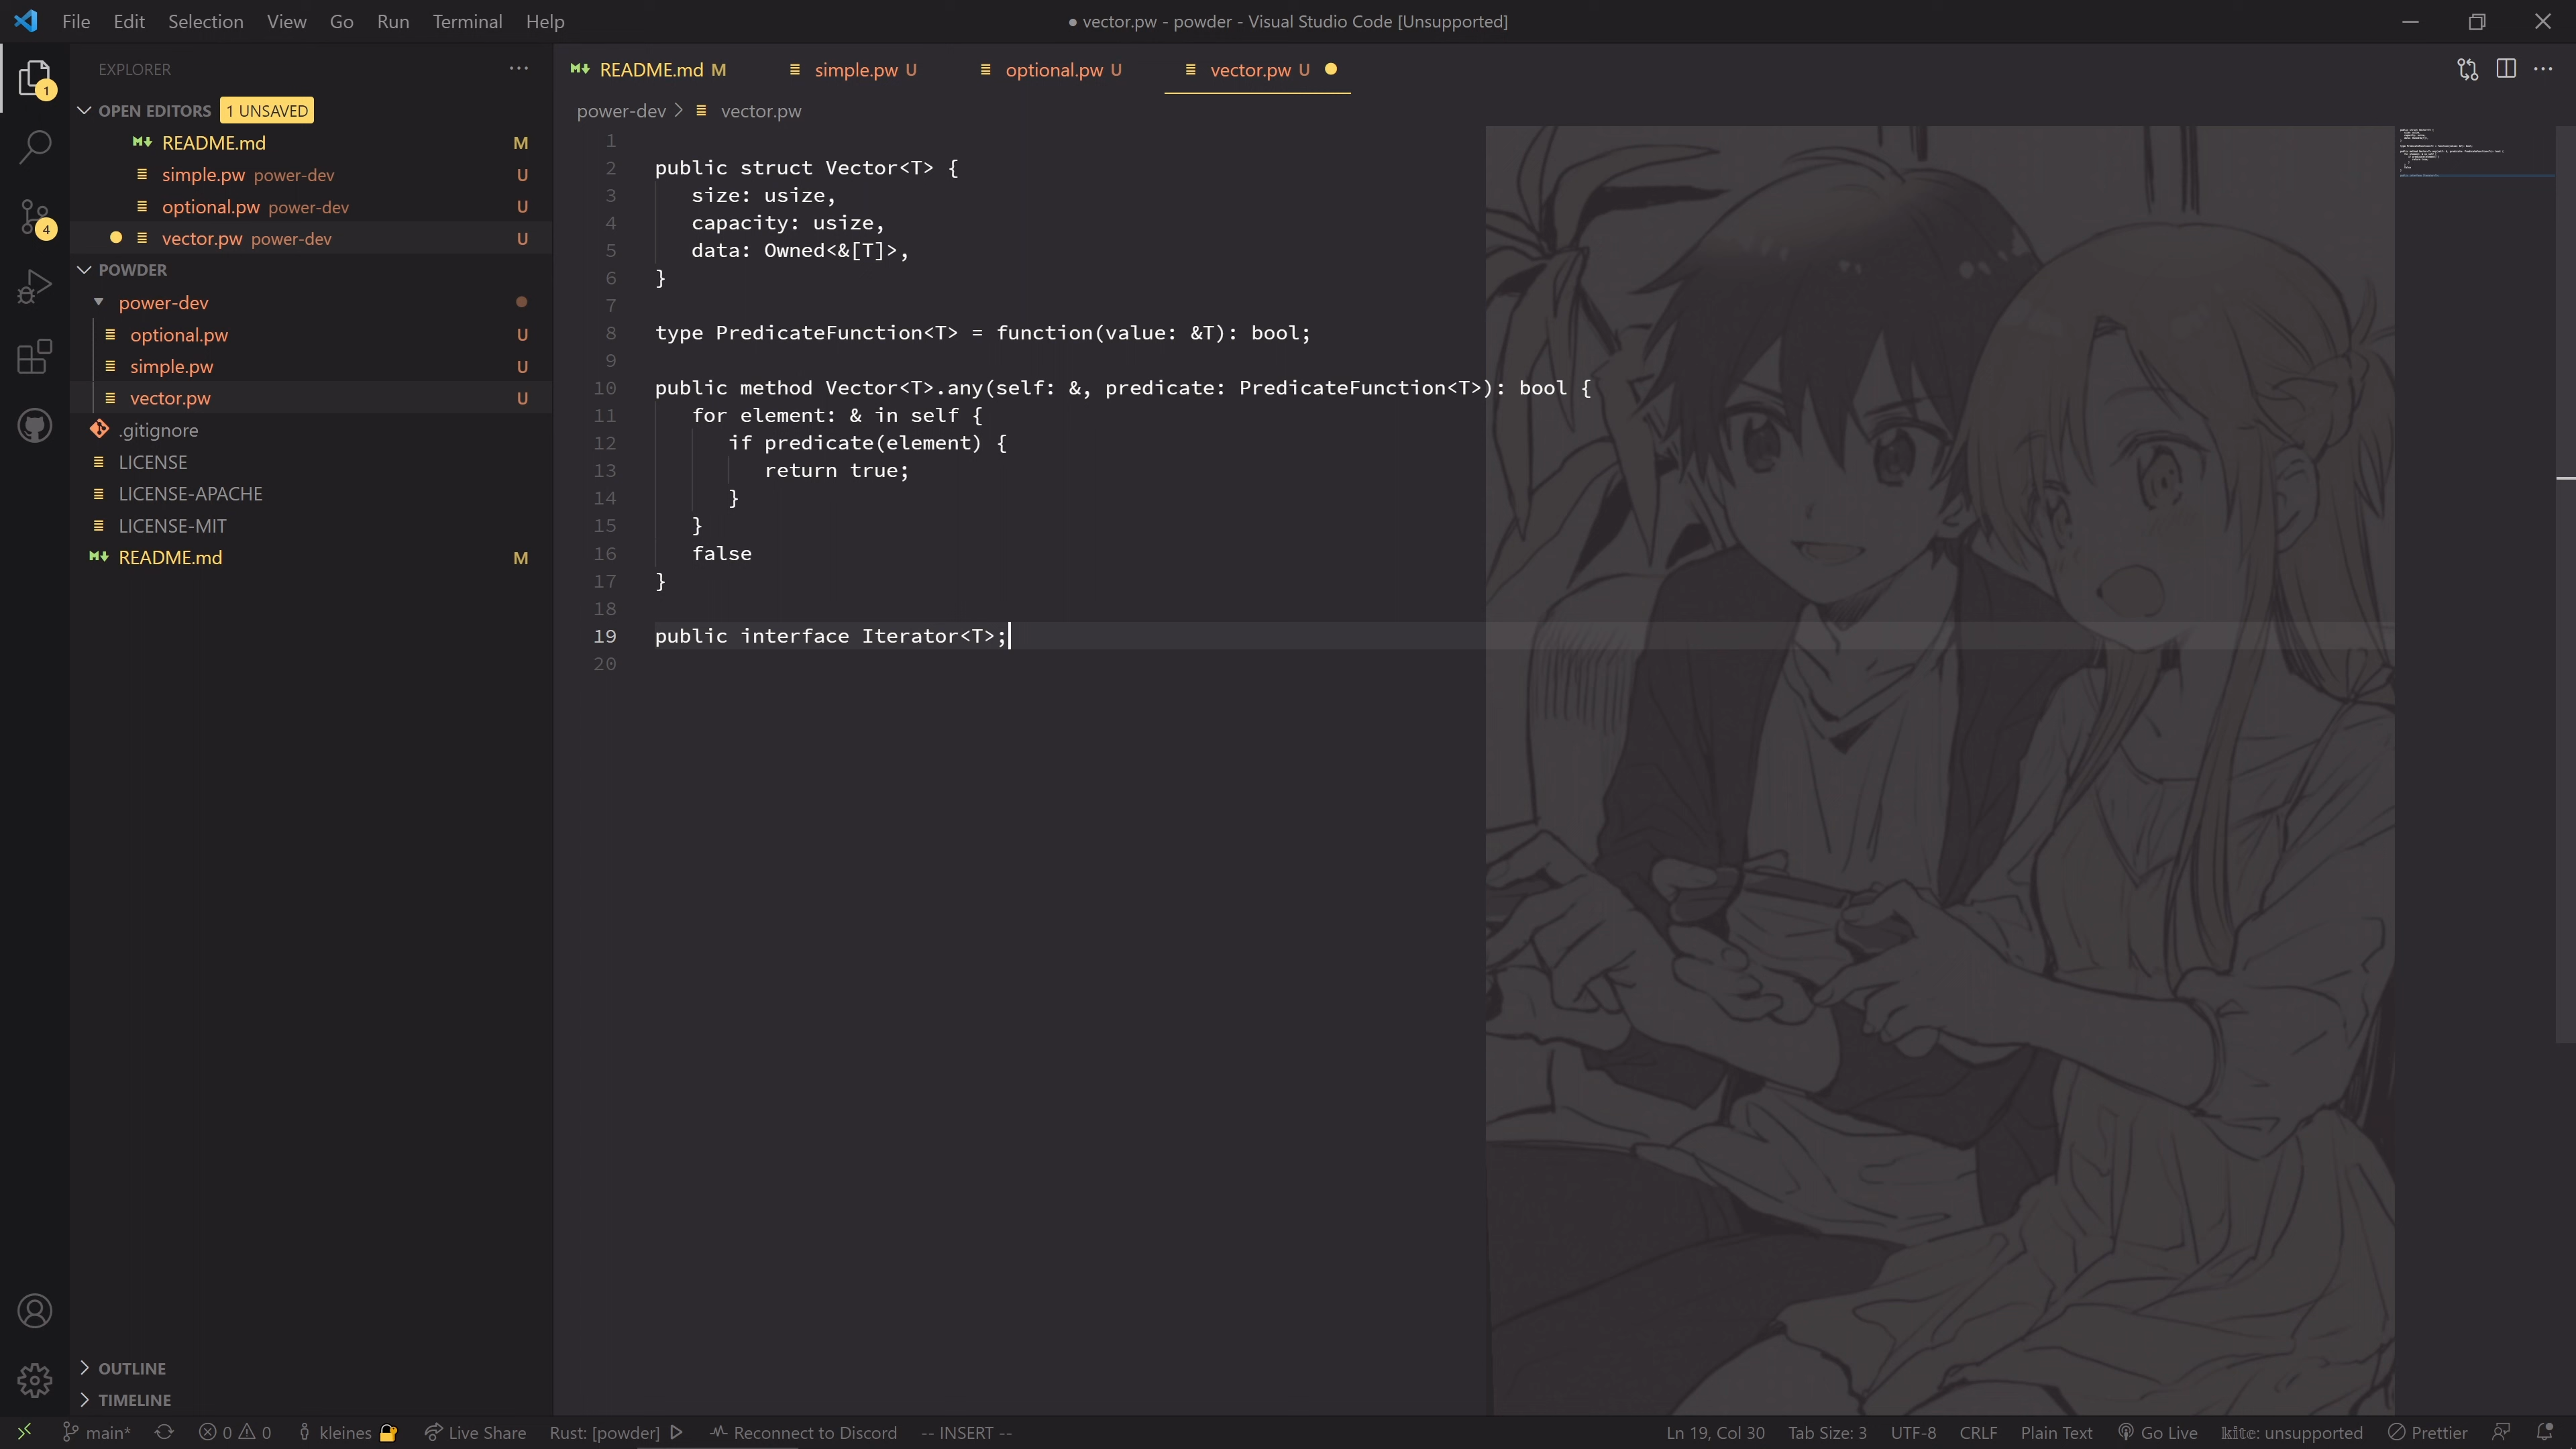 File Edit Selection View Go Run Terminal Help
● vector.pw - powder - Visual Studio Code [Unsupported]
EXPLORER
OPEN EDITORS 1 UNSAVED
README.md M
simple.pw power-dev U
optional.pw power-dev U
vector.pw power-dev U
POWDER
power-dev
optional.pw U
simple.pw U
vector.pw U
.gitignore
LICENSE
LICENSE-APACHE
LICENSE-MIT
README.md M
OUTLINE
TIMELINE
1
4
README.md M simple.pw U optional.pw U vector.pw U
power-dev > vector.pw
1
2 public struct Vector<T> {
3 size: usize,
4 capacity: usize,
5 data: Owned<&[T]>,
6 }
7
8 type PredicateFunction<T> = function(value: &T): bool;
9
10 public method Vector<T>.any(self: &, predicate: PredicateFunction<T>): bool {
11 for element: & in self {
12 if predicate(element) {
13 return true;
14 }
15 }
16 false
17 }
18
19 public interface Iterator<T>;
20
main* 0 0 kleines Live Share Rust: [powder] Reconnect to Discord -- INSERT -- Ln 19, Col 30 Tab Size: 3 UTF-8 CRLF Plain Text Go Live kite: unsupported Prettier